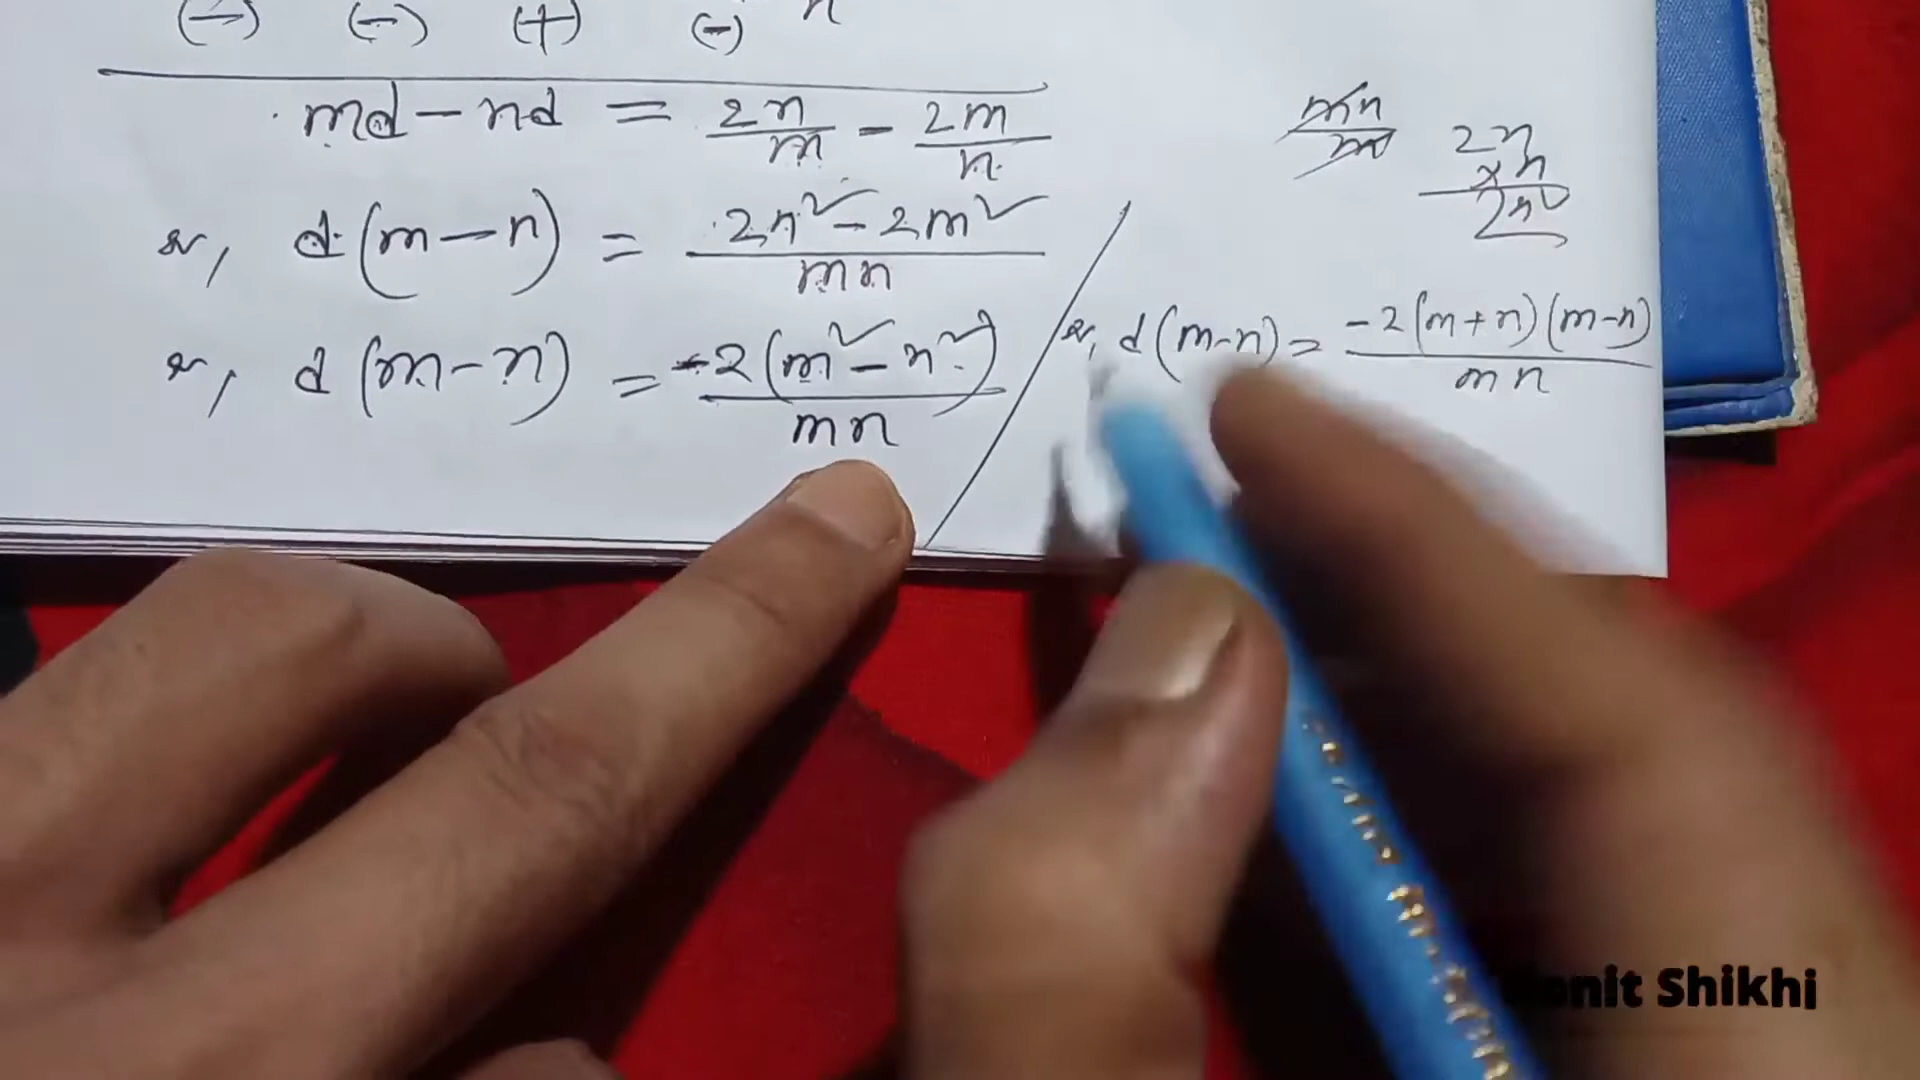 (-) (-) (+) (-) n
md - nd = 2n/m - 2m/n
or, d(m-n) = (2n² - 2m²)/mn
or, d(m-n) = -2(m² - n²)/mn
mn/m
2n
×n
2n²
or, d(m-n) = -2(m+n)(m-n)/mn
Shikhi